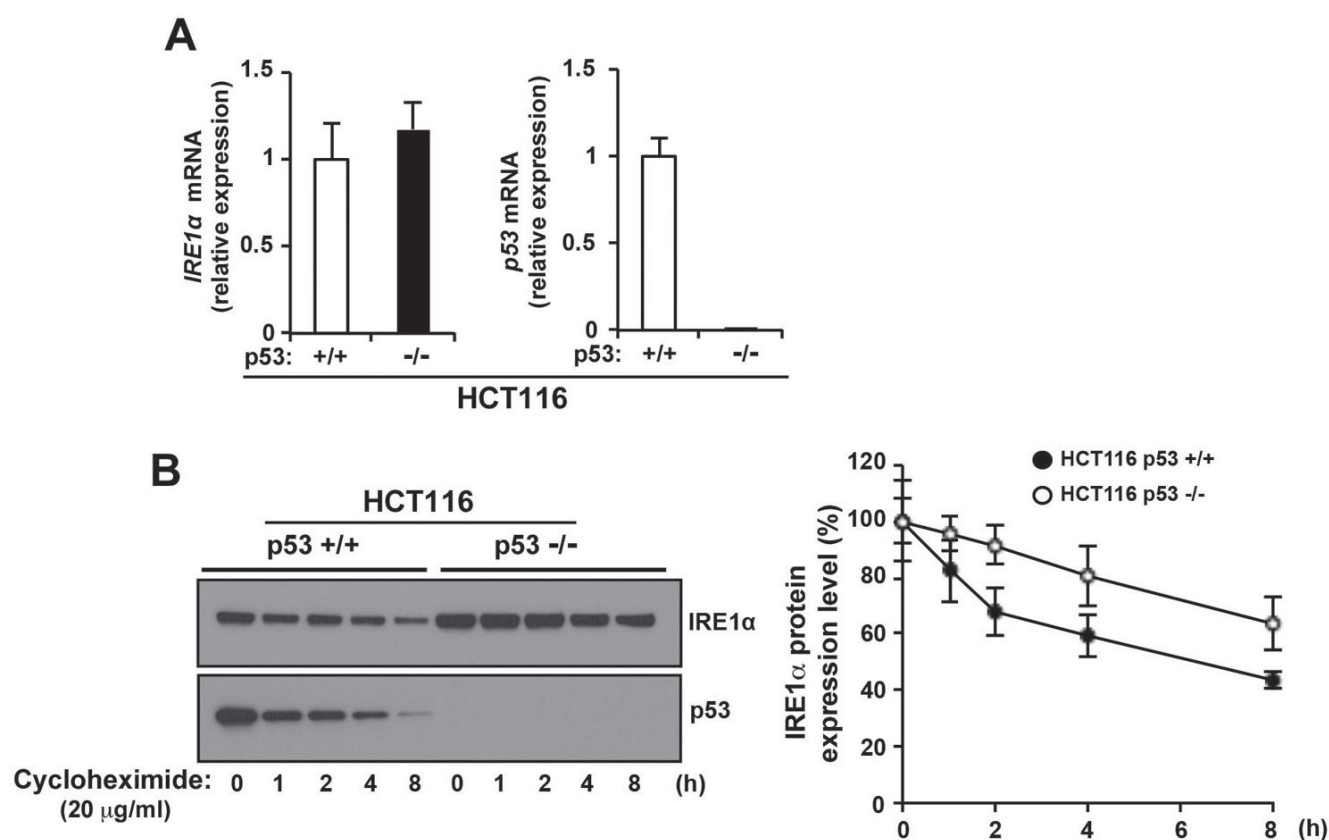 A
IRE1α mRNA
(relative expression)
1.5
1
0.5
0
p53: +/+ -/-
p53 mRNA
(relative expression)
1.5
1
0.5
0
p53: +/+ -/-
HCT116
B
HCT116
p53 +/+ p53 -/-
IRE1α
p53
Cycloheximide: 0 1 2 4 8 0 1 2 4 8 (h)
(20 μg/ml)
IRE1α protein
expression level (%)
120
100
80
60
40
20
0
0 2 4 6 8 (h)
HCT116 p53 +/+
HCT116 p53 -/-